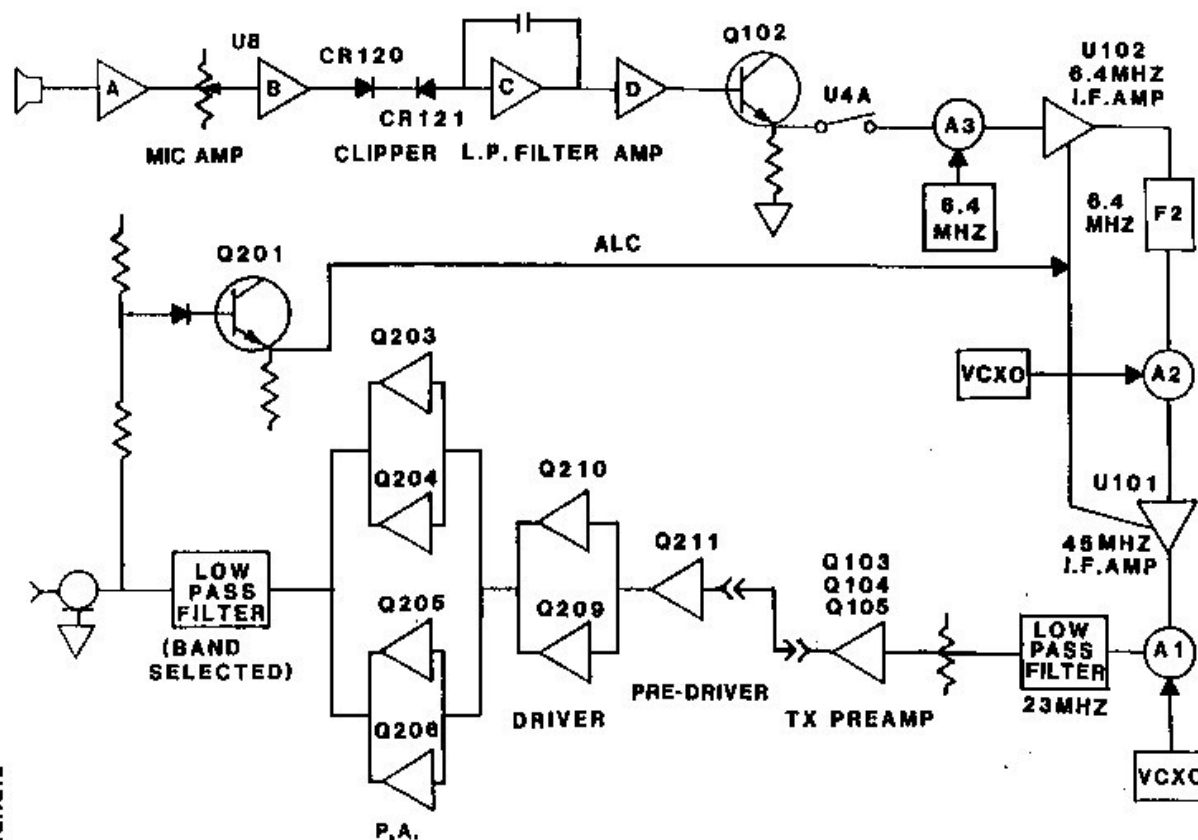 U8
Q102
U102
6.4MHZ
I.F. AMP
CR120
CR121
A
B
C
D
U4A
A3
MIC AMP
CLIPPER
L.P. FILTER AMP
6.4
MHZ
6.4
MHZ
F2
Q201
ALC
Q203
VCXO
A2
Q204
Q210
U101
45MHZ
I.F. AMP
Q211
Q103
Q104
Q105
LOW
PASS
FILTER
(BAND
SELECTED)
Q205
Q209
LOW
PASS
FILTER
23MHZ
A1
PRE-DRIVER
DRIVER
TX PREAMP
Q206
VCXO
P.A.